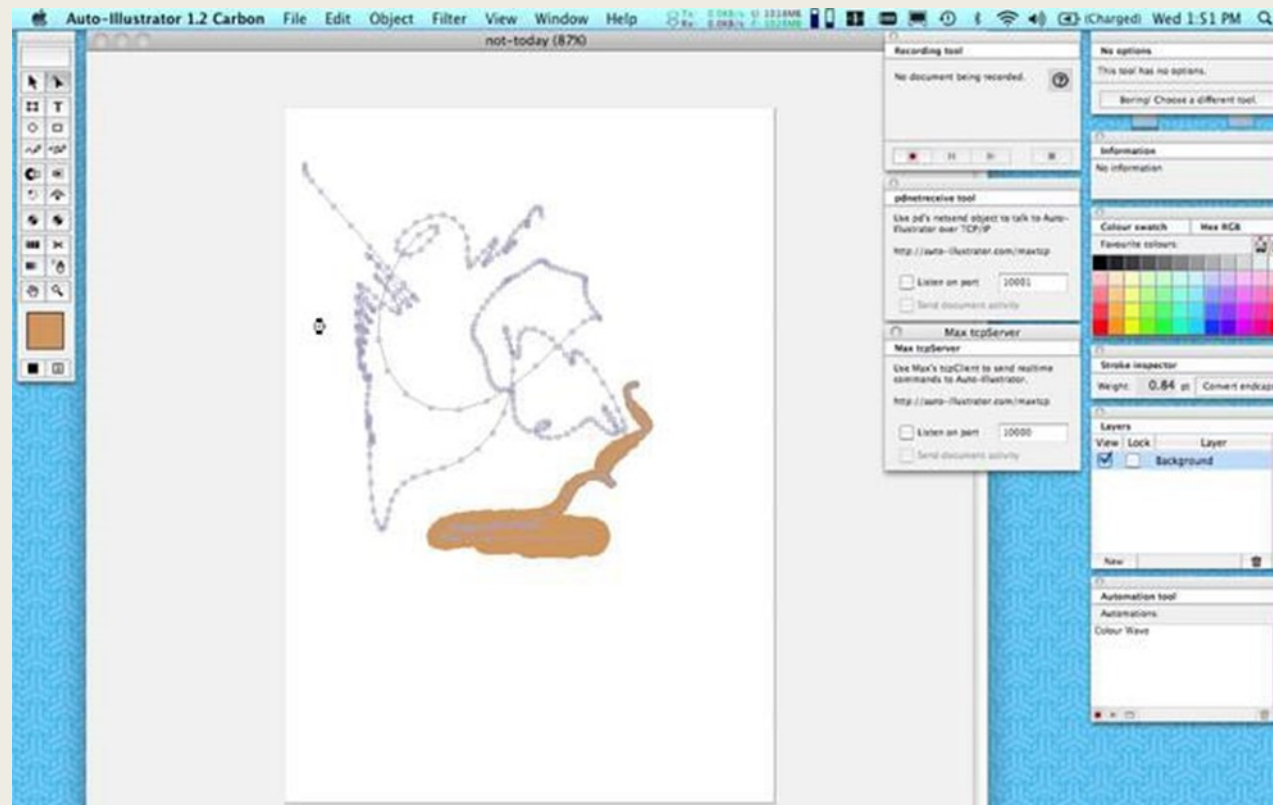 Auto-Illustrator 1.2 Carbon File Edit Object Filter View Window Help (Charged) Wed 1:51 PM
not-today (87%)
T
Recording tool
No document being recorded.
pdnetreceive tool
Use pd's netsend object to talk to Auto-
Illustrator over TCP/IP
http://auto-illustrator.com/maxtcp
Listen on port 10001
Send document activity
Max tcpServer
Max tcpServer
Use Max's tcpClient to send realtime
commands to Auto-Illustrator.
http://auto-illustrator.com/maxtcp
Listen on port 10000
Send document activity
No options
This tool has no options.
Boring! Choose a different tool.
Information
No information
Colour swatch Hex RGB
Favourite colours:
Stroke inspector
Weight: 0.84 pt Convert endcaps
Layers
View Lock Layer
Background
New
Automation tool
Automations
Colour Wave